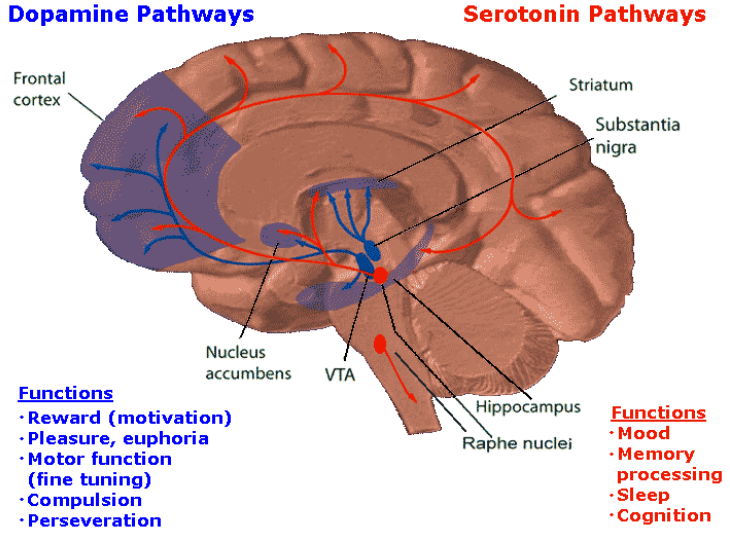 Dopamine Pathways
Serotonin Pathways
Frontal
cortex
Striatum
Substantia
nigra
Nucleus
accumbens
VTA
Hippocampus
Raphe nuclei
Functions
· Reward (motivation)
· Pleasure, euphoria
· Motor function
(fine tuning)
· Compulsion
· Perseveration
Functions
· Mood
· Memory
processing
· Sleep
· Cognition